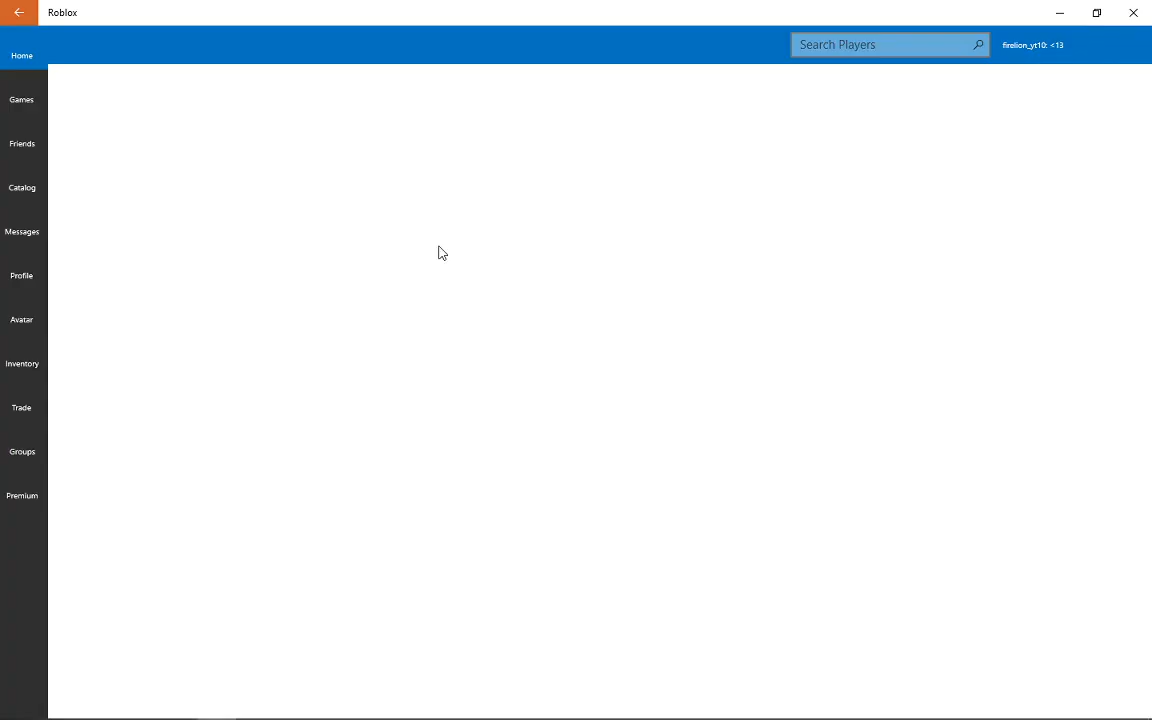 Roblox
Search Players
firelion_yt10: <13
Home
Games
Friends
Catalog
Messages
Profile
Avatar
Inventory
Trade
Groups
Premium